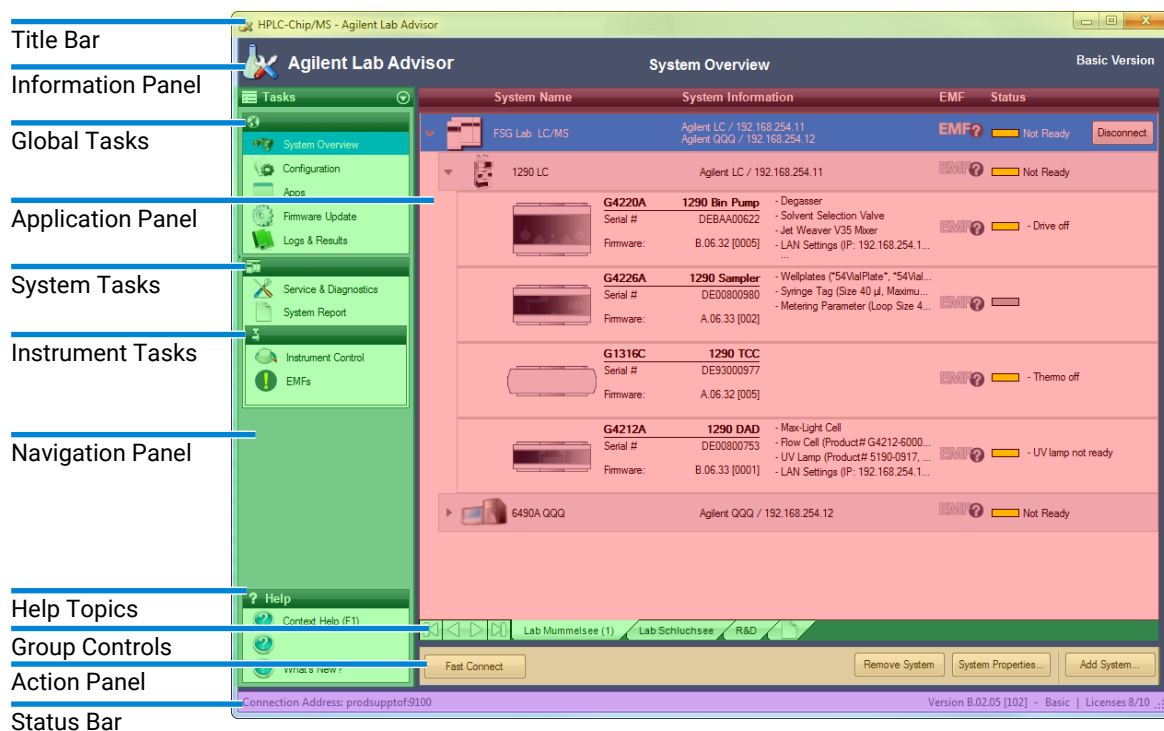 Title Bar
Information Panel
Global Tasks
Application Panel
System Tasks
Instrument Tasks
Navigation Panel
Help Topics
Group Controls
Action Panel
Status Bar
HPLC-Chip/MS - Agilent Lab Advisor
Agilent Lab Advisor
System Overview
Basic Version
Tasks
System Overview
Configuration
Apps
Firmware Update
Logs & Results
Service & Diagnostics
System Report
Instrument Control
EMFs
? Help
Context Help (F1)
What's New?
System Name System Information EMF Status
FSG Lab LC/MS Agilent LC / 192.168.254.11 EMF? Not Ready Disconnect
Agilent QQQ / 192.168.254.12
1290 LC Agilent LC / 192.168.254.11 EMF? Not Ready
G4220A 1290 Bin Pump - Degasser
Serial # DEBAA00622 - Solvent Selection Valve
- Jet Weaver V35 Mixer
EMF? - Drive off
Firmware: B.06.32 [0005] - LAN Settings (IP: 192.168.254.1...
...
G4226A 1290 Sampler - Wellplates ("54VialPlate", "54Vial...
Serial # DE00800980 - Syringe Tag (Size 40 µl, Maximu...
- Metering Parameter (Loop Size 4... EMF?
Firmware: A.06.33 [002]
G1316C 1290 TCC
Serial # DE93000977
EMF? - Thermo off
Firmware: A.06.32 [005]
G4212A 1290 DAD - Max-Light Cell
Serial # DE00800753 - Flow Cell (Product# G4212-6000...
- UV Lamp (Product# 5190-0917, ... EMF? - UV lamp not ready
Firmware: B.06.33 [0001] - LAN Settings (IP: 192.168.254.1...
6490A QQQ Agilent QQQ / 192.168.254.12 EMF? Not Ready
Lab Mummelsee (1) Lab Schluchsee R&D
Fast Connect Remove System System Properties... Add System...
Connection Address: prodsupptof:9100 Version B.02.05 [102] - Basic | Licenses 8/10